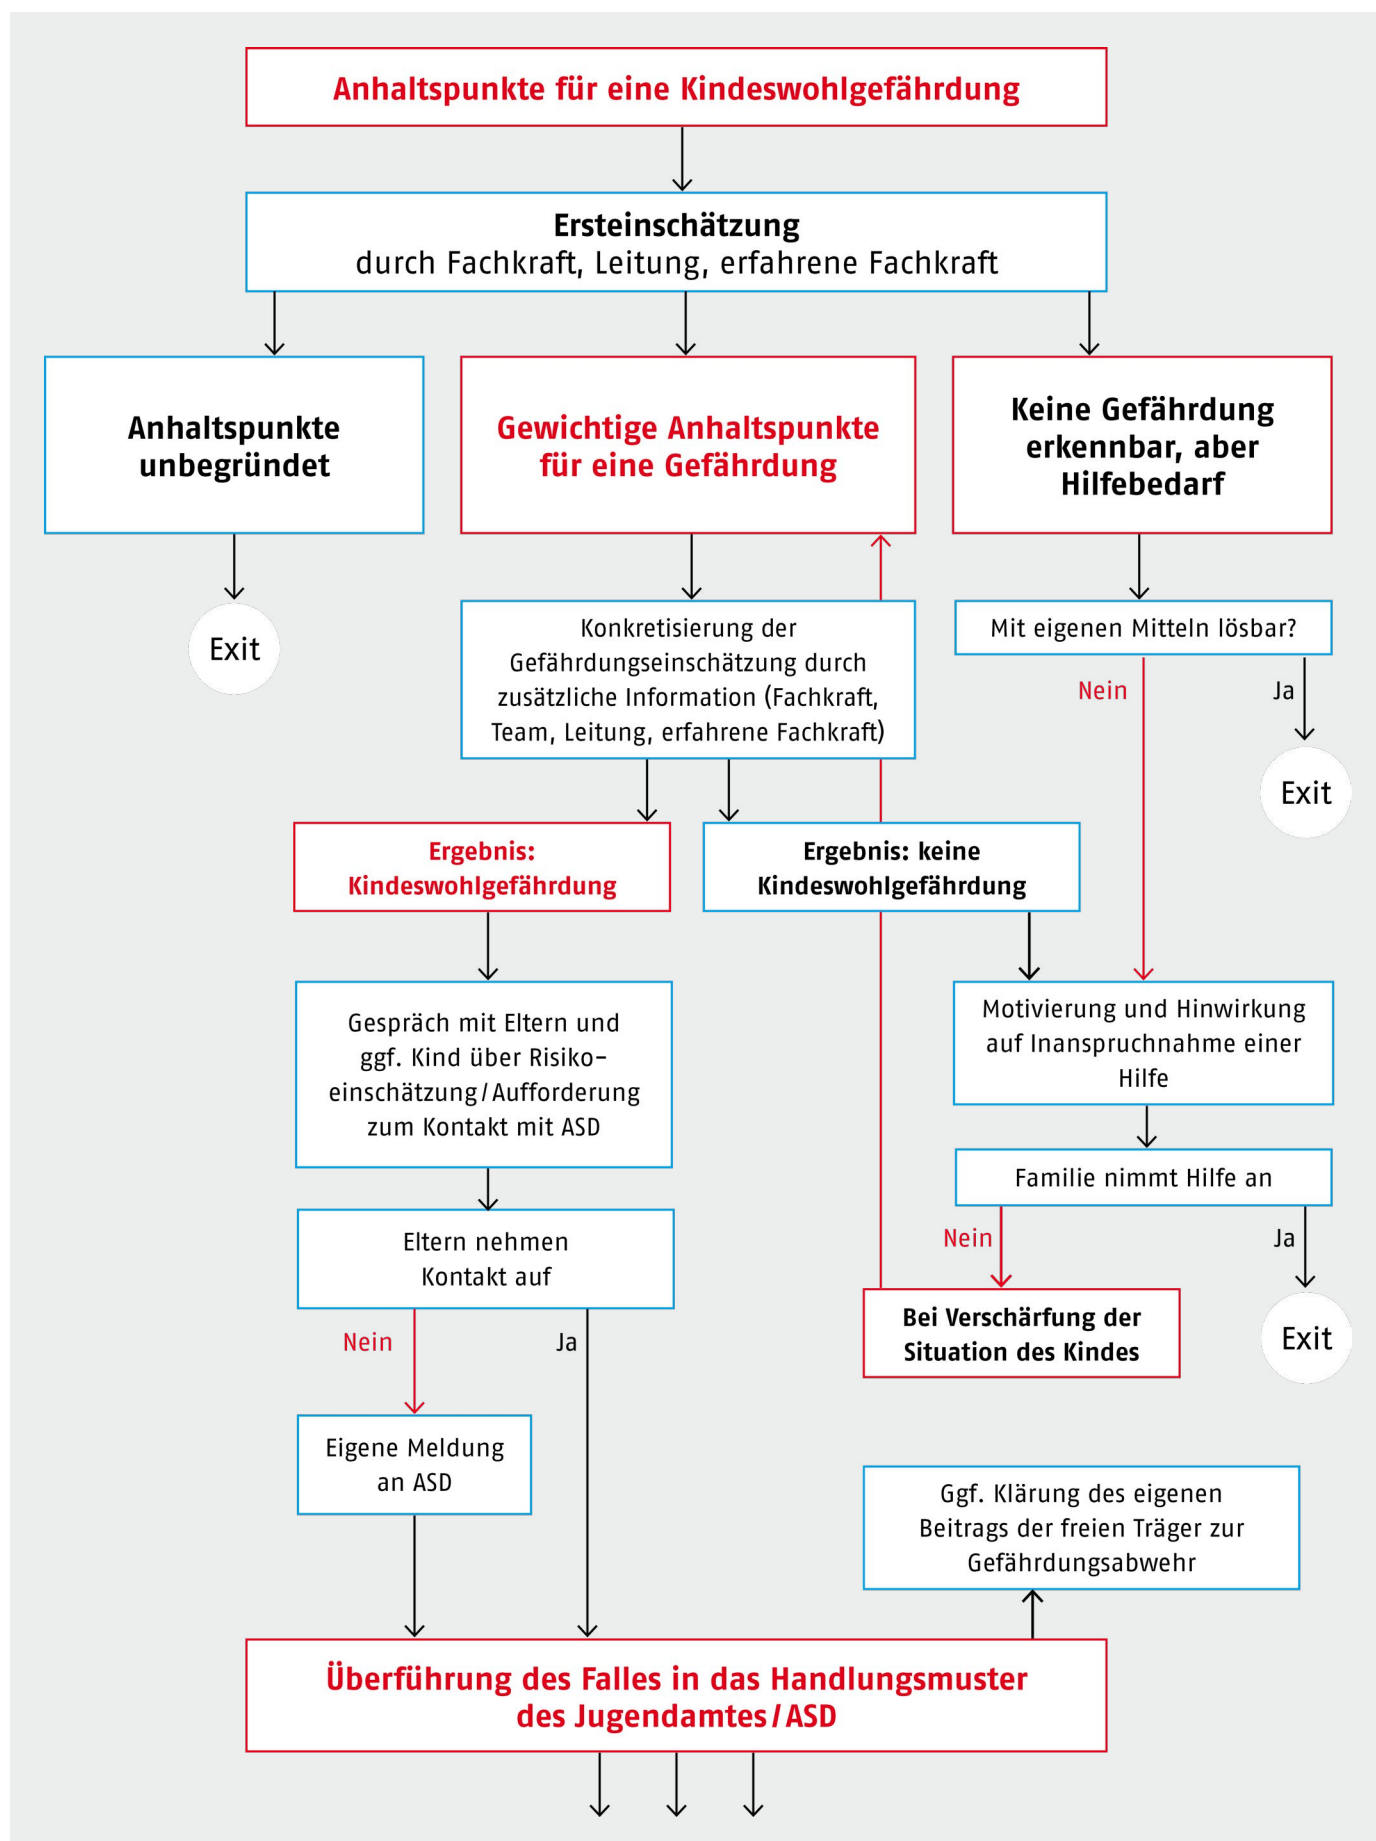 Anhaltspunkte für eine Kindeswohlgefährdung
Ersteinschätzung
durch Fachkraft, Leitung, erfahrene Fachkraft
Anhaltspunkte
unbegründet
Gewichtige Anhaltspunkte
für eine Gefährdung
Keine Gefährdung
erkennbar, aber
Hilfebedarf
Exit
Konkretisierung der
Gefährdungseinschätzung durch
zusätzliche Information (Fachkraft,
Team, Leitung, erfahrene Fachkraft)
Mit eigenen Mitteln lösbar?
Nein
Ja
Exit
Ergebnis:
Kindeswohlgefährdung
Ergebnis: keine
Kindeswohlgefährdung
Gespräch mit Eltern und
ggf. Kind über Risiko-
einschätzung/Aufforderung
zum Kontakt mit ASD
Motivierung und Hinwirkung
auf Inanspruchnahme einer
Hilfe
Familie nimmt Hilfe an
Eltern nehmen
Kontakt auf
Nein
Ja
Bei Verschärfung der
Situation des Kindes
Exit
Nein
Ja
Eigene Meldung
an ASD
Ggf. Klärung des eigenen
Beitrags der freien Träger zur
Gefährdungsabwehr
Überführung des Falles in das Handlungsmuster
des Jugendamtes/ASD